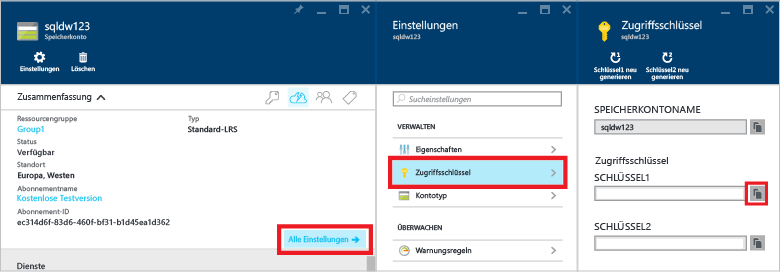 sqldw123
Speicherkonto
Einstellungen
Löschen
Zusammenfassung
Ressourcengruppe
Group1
Status
Verfügbar
Standort
Europa, Westen
Abonnementname
Kostenlose Testversion
Abonnement-ID
ec314d6f-83d6-460f-bf31-b1d45ea1d362
Typ
Standard-LRS
Alle Einstellungen
Dienste
Einstellungen
sqldw123
Sucheinstellungen
VERWALTEN
Eigenschaften
Zugriffsschlüssel
Kontotyp
ÜBERWACHEN
Warnungsregeln
Zugriffsschlüssel
sqldw123
Schlüssel1 neu
generieren
Schlüssel2 neu
generieren
SPEICHERKONTONAME
sqldw123
Zugriffsschlüssel
SCHLÜSSEL1
SCHLÜSSEL2